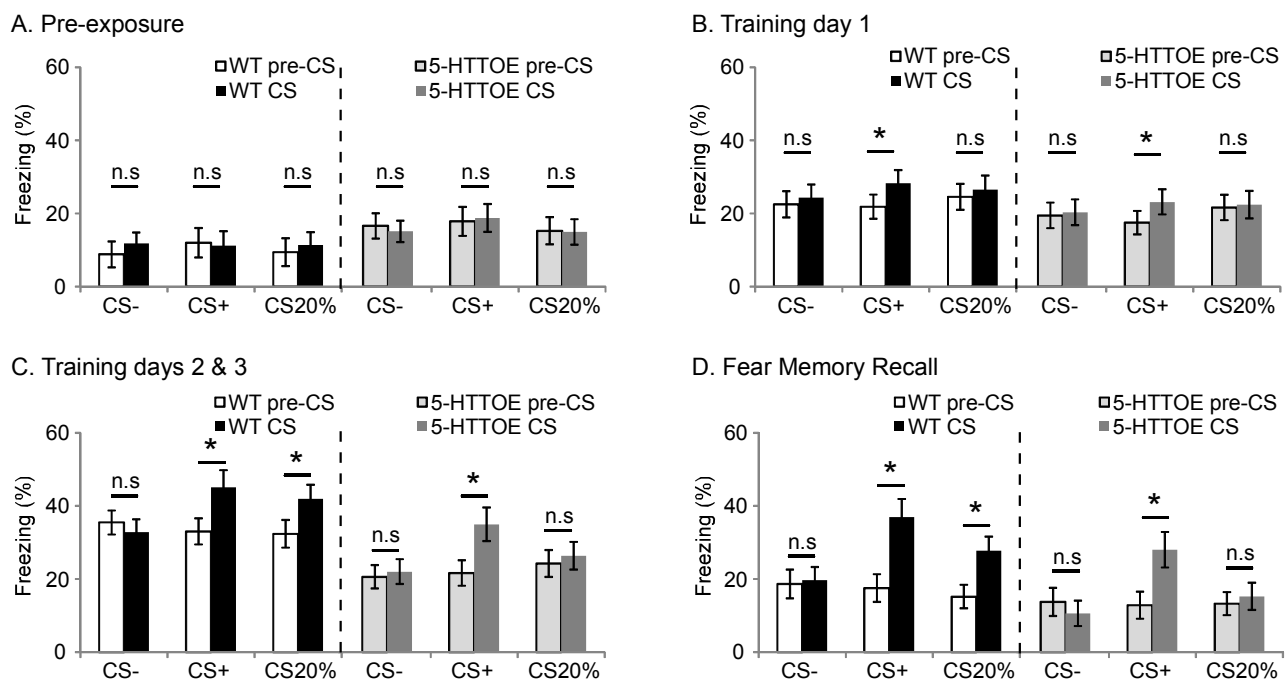 A. Pre-exposure
60
40
20
0
Freezing (%)
WT pre-CS
WT CS
5-HTTOE pre-CS
5-HTTOE CS
n.s
n.s
n.s
n.s
n.s
n.s
CS-
CS+
CS20%
CS-
CS+
CS20%
B. Training day 1
60
40
20
0
Freezing (%)
WT pre-CS
WT CS
5-HTTOE pre-CS
5-HTTOE CS
n.s
*
n.s
n.s
*
n.s
CS-
CS+
CS20%
CS-
CS+
CS20%
C. Training days 2 & 3
60
40
20
0
Freezing (%)
WT pre-CS
WT CS
5-HTTOE pre-CS
5-HTTOE CS
n.s
*
*
n.s
*
n.s
CS-
CS+
CS20%
CS-
CS+
CS20%
D. Fear Memory Recall
60
40
20
0
Freezing (%)
WT pre-CS
WT CS
5-HTTOE pre-CS
5-HTTOE CS
n.s
*
*
n.s
*
n.s
CS-
CS+
CS20%
CS-
CS+
CS20%